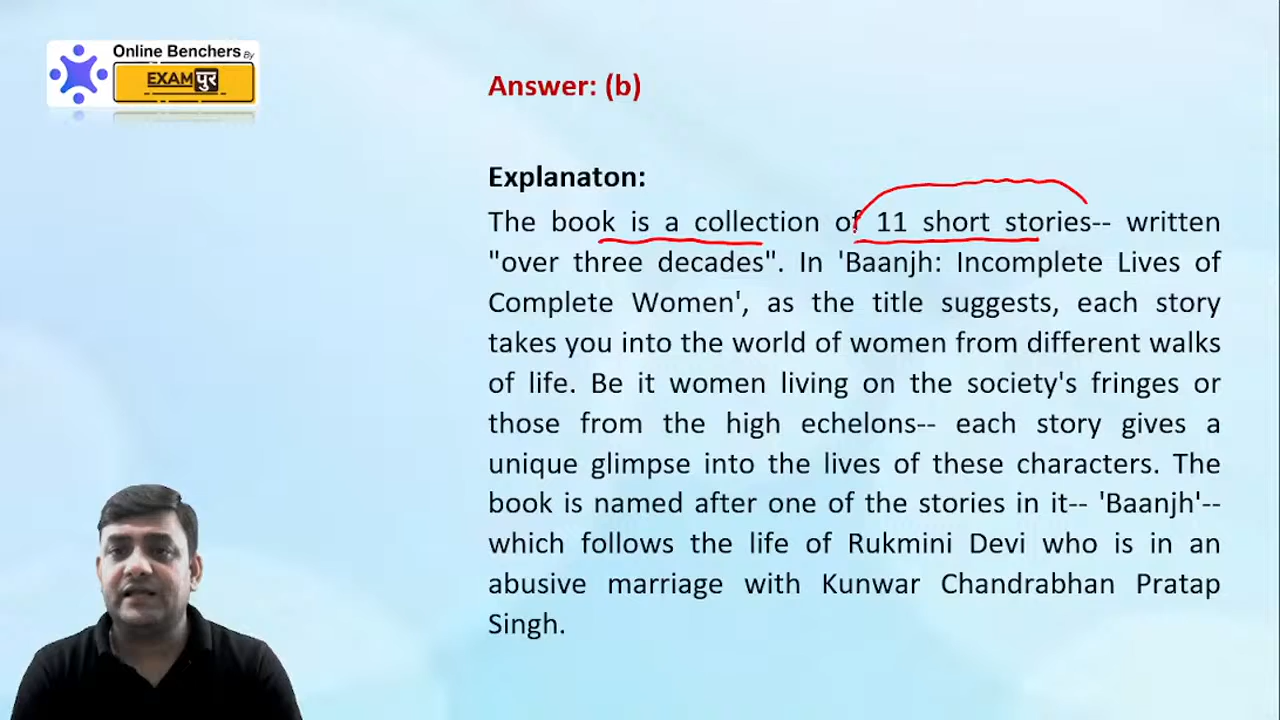 Online Benchers By
EXAMपुर
Answer: (b)
Explanaton:
The book is a collection of 11 short stories-- written
"over three decades". In 'Baanjh: Incomplete Lives of
Complete Women', as the title suggests, each story
takes you into the world of women from different walks
of life. Be it women living on the society's fringes or
those from the high echelons-- each story gives a
unique glimpse into the lives of these characters. The
book is named after one of the stories in it-- 'Baanjh'--
which follows the life of Rukmini Devi who is in an
abusive marriage with Kunwar Chandrabhan Pratap
Singh.